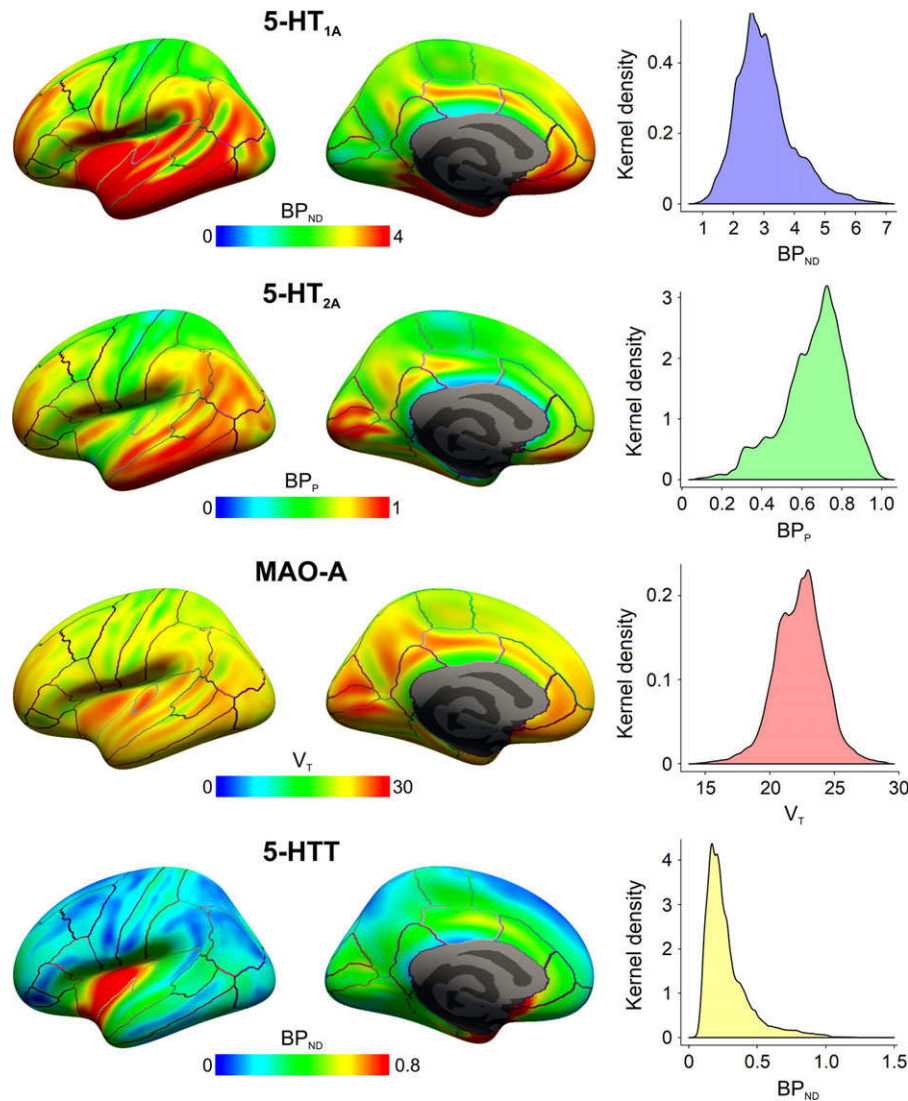 5-HT1A
BPND
0 4
Kernel density
0.4
0.2
0
1 2 3 4 5 6 7
BPND
5-HT2A
BPP
0 1
Kernel density
3
2
1
0
0 0.2 0.4 0.6 0.8 1.0
BPP
MAO-A
VT
0 30
Kernel density
0.2
0.1
0
15 20 25 30
VT
5-HTT
BPND
0 0.8
Kernel density
4
3
2
1
0
0 0.5 1.0 1.5
BPND